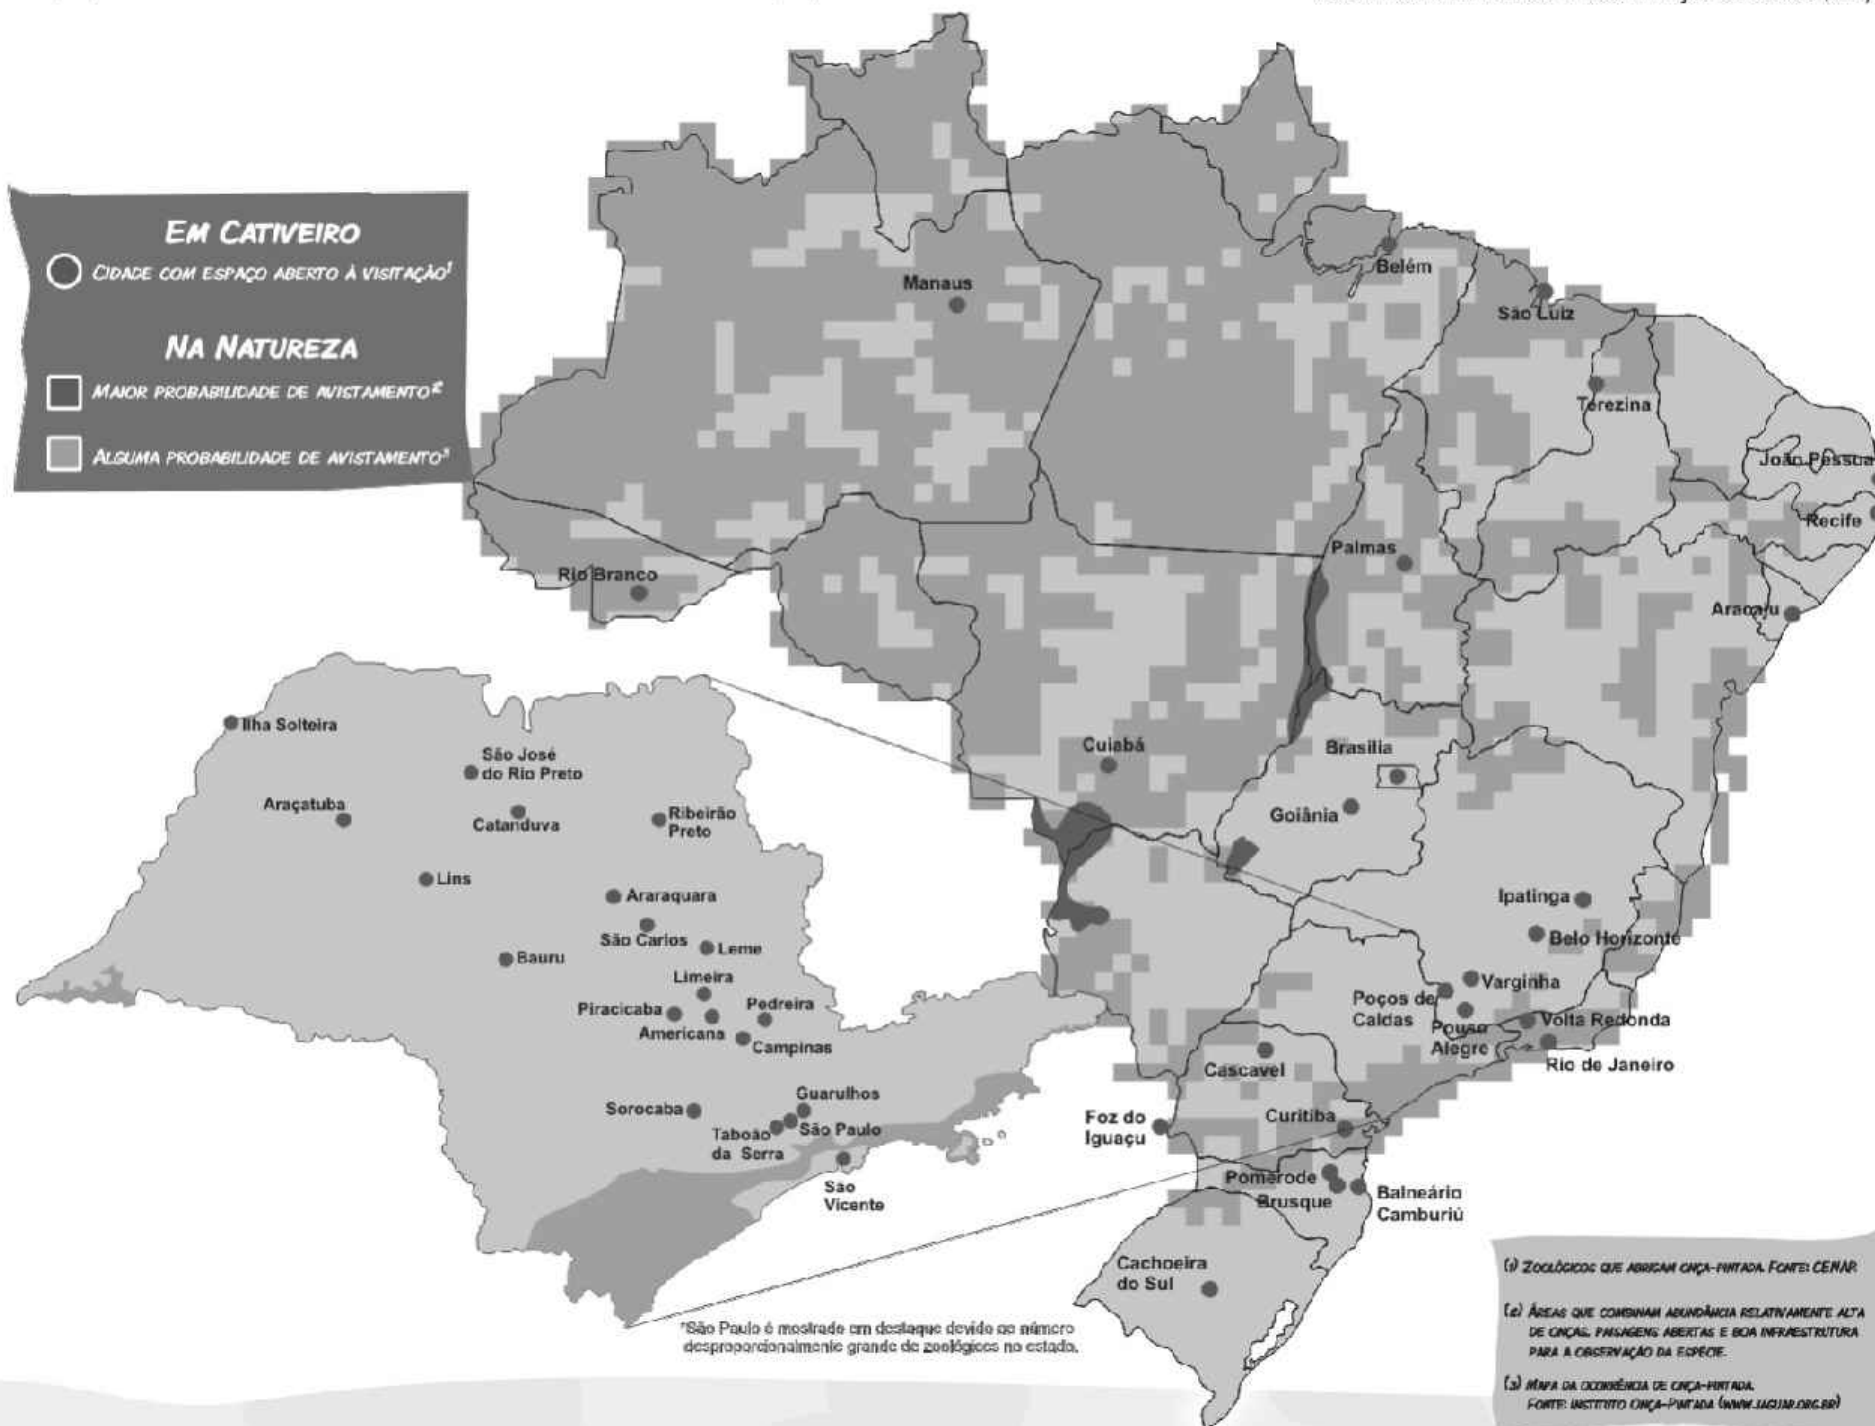 EM CATIVEIRO
CIDADE COM ESPAÇO ABERTO À VISITAÇÃO¹
NA NATUREZA
MAIOR PROBABILIDADE DE AVISTAMENTO²
ALGUMA PROBABILIDADE DE AVISTAMENTO³
Manaus
Belém
São Luiz
Terezina
João Pessoa
Recife
Palmas
Rio Branco
Aracaju
Cuiabá
Brasília
Goiânia
Ipatinga
Belo Horizonte
Varginha
Poços de
Caldas
Pouso
Alegre
Volta Redonda
Rio de Janeiro
Cascavel
Foz do
Iguaçu
Curitiba
Pomerode
Brusque
Balneário
Camburiú
Cachoeira
do Sul
Ilha Solteira
São José
do Rio Preto
Araçatuba
Catanduva
Ribeirão
Preto
Lins
Araraquara
São Carlos
Leme
Bauru
Limeira
Piracicaba
Pedreira
Americana
Campinas
Sorocaba
Guarulhos
São Paulo
Taboão
da Serra
São
Vicente
*São Paulo é mostrado em destaque devido ao número
desproporcionalmente grande de zoológicos no estado.
(1) ZOOLÓGICOS QUE ABRIGAM ONÇA-PINTADA. FONTE: CENAP.
(2) ÁREAS QUE COMBINAM ABUNDÂNCIA RELATIVAMENTE ALTA
DE ONÇAS, PAISAGENS ABERTAS E BOA INFRAESTRUTURA
PARA A OBSERVAÇÃO DA ESPÉCIE.
(3) MAPA DA OCORRÊNCIA DE ONÇA-PINTADA.
FONTE: INSTITUTO ONÇA-PINTADA (WWW.JAGUAR.ORG.BR)